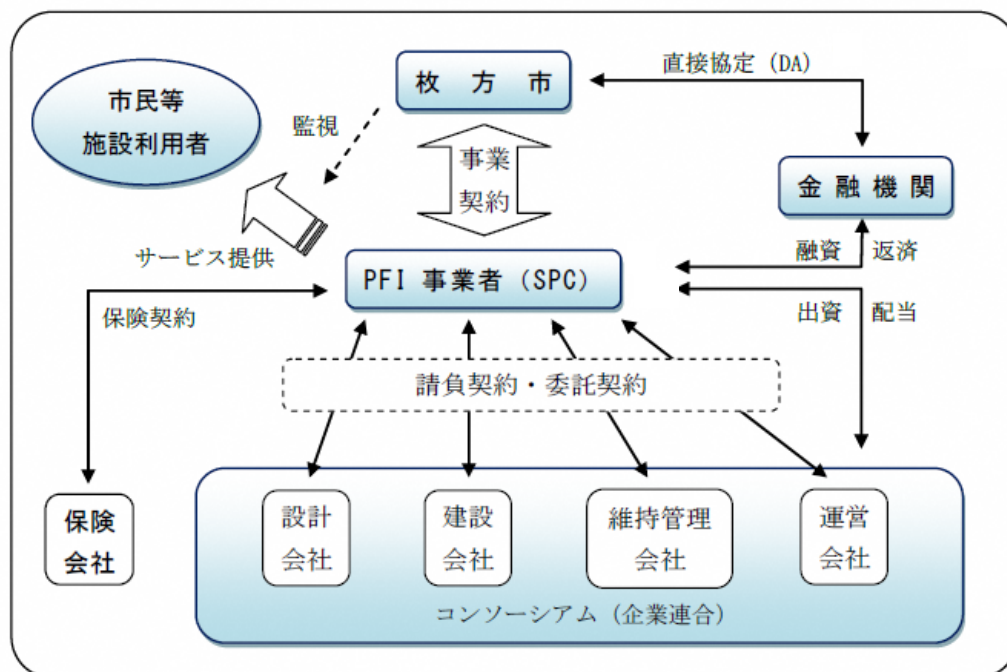 枚方市
直接協定（DA）
市民等
施設利用者
監視
事業
契約
金融機関
サービス提供
融資 返済
PFI 事業者（SPC）
保険契約
出資 配当
請負契約・委託契約
保険
会社
設計
会社
建設
会社
維持管理
会社
運営
会社
コンソーシアム（企業連合）